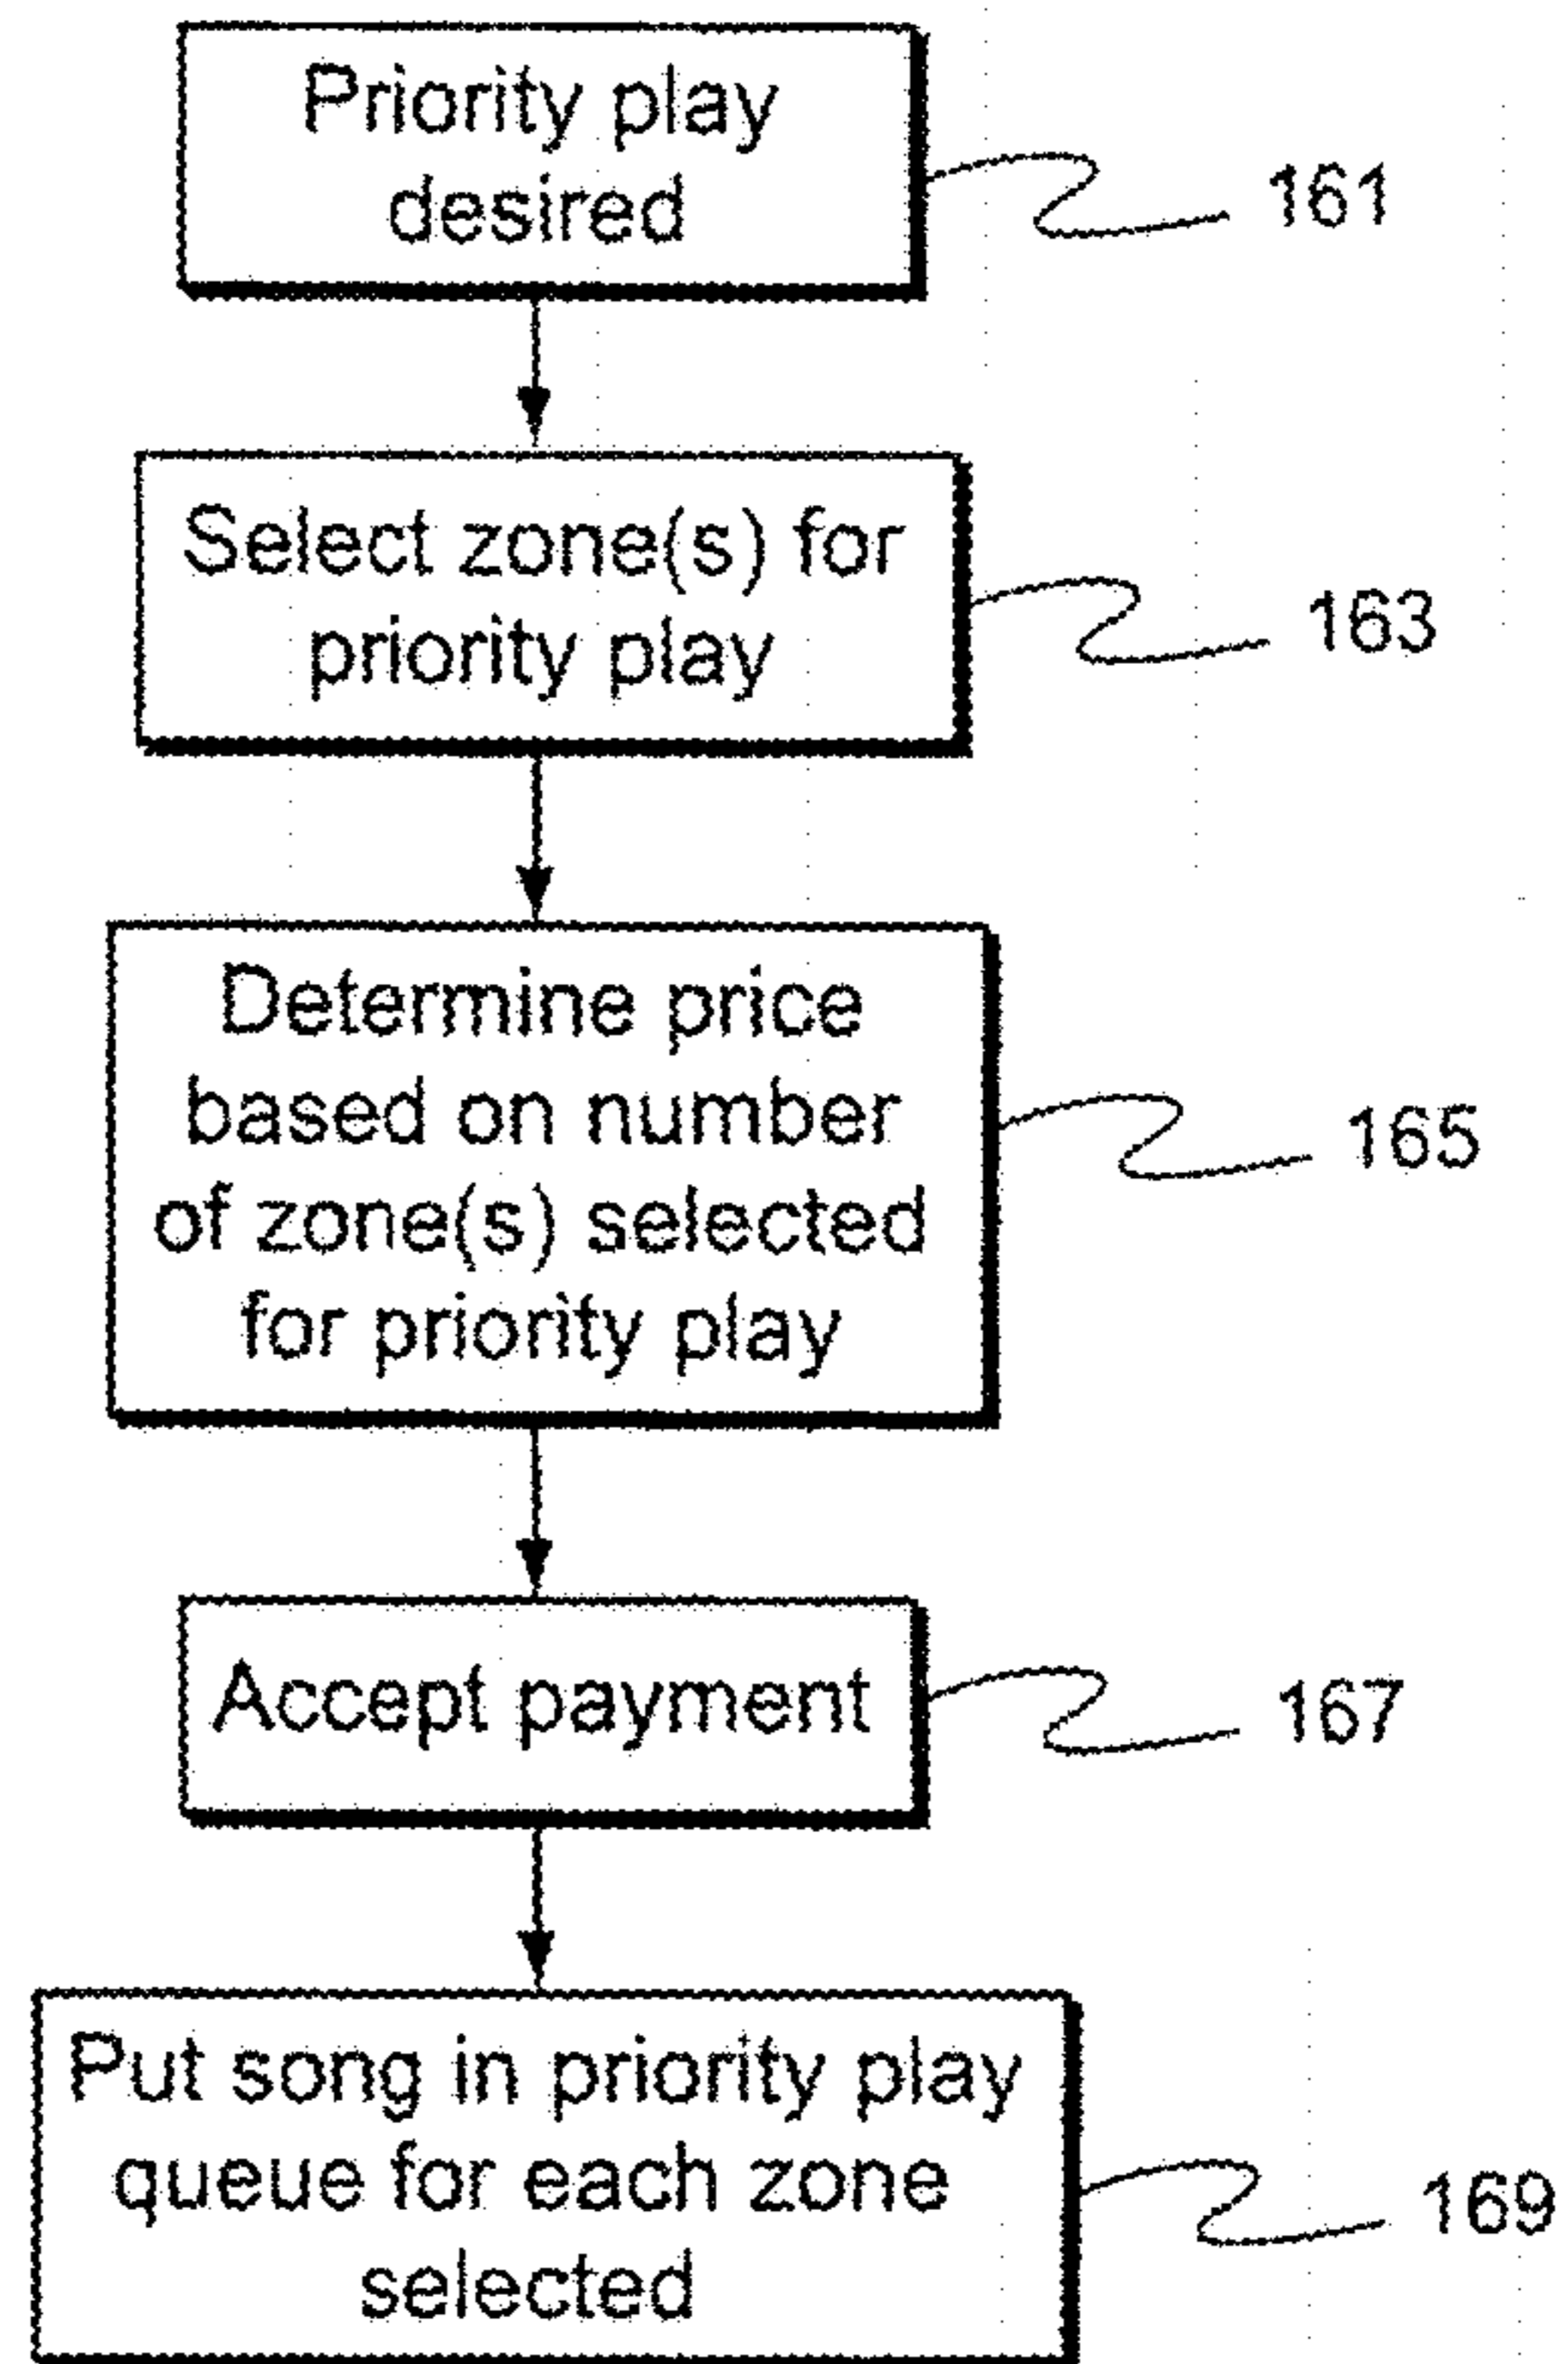 Priority play
desired
161
Select zone(s) for
priority play
163
Determine price
based on number
of zone(s) selected
for priority play
165
Accept payment
167
Put song in priority play
queue for each zone
selected
169